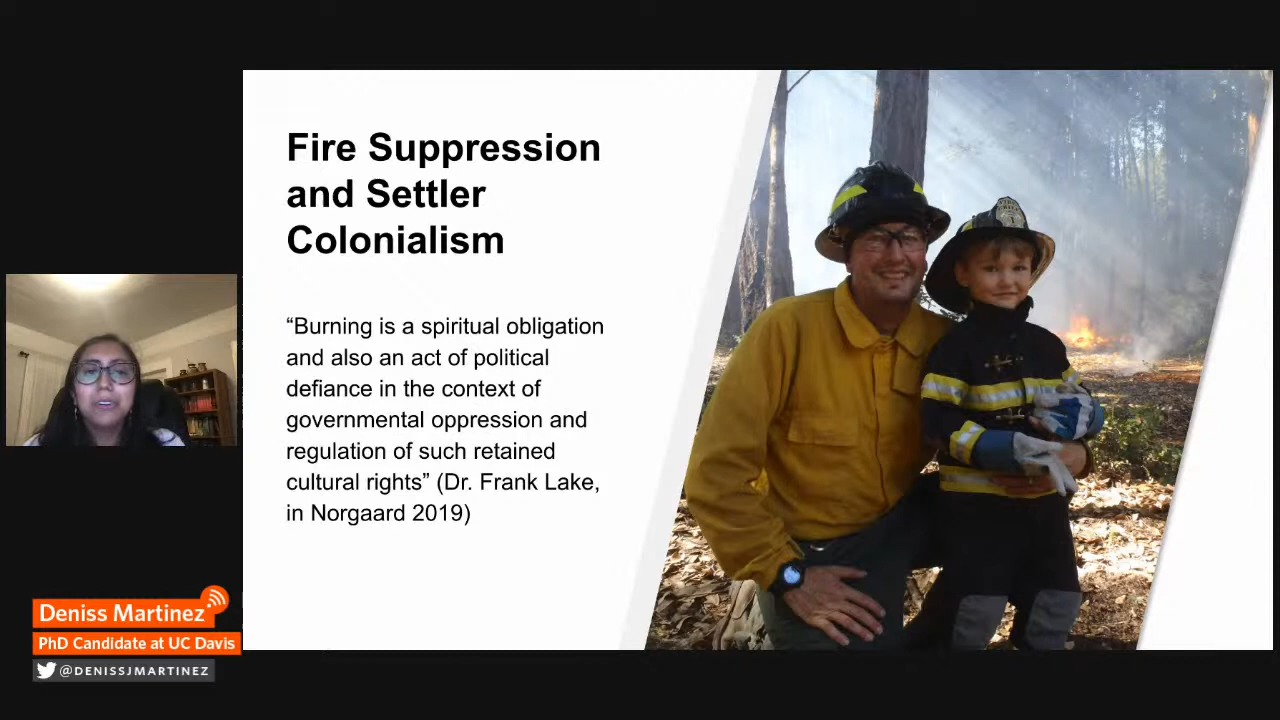 Fire Suppression
and Settler
Colonialism
“Burning is a spiritual obligation
and also an act of political
defiance in the context of
governmental oppression and
regulation of such retained
cultural rights” (Dr. Frank Lake,
in Norgaard 2019)
Deniss Martinez
PhD Candidate at UC Davis
@DENISSJMARTINEZ